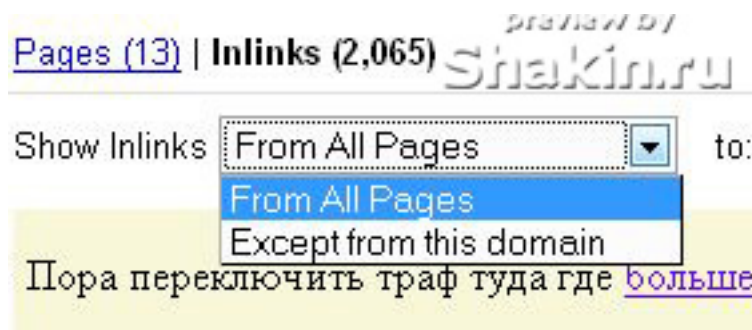 preview by
Pages (13) | Inlinks (2,065) Shakin.ru
Show Inlinks From All Pages to:
From All Pages
Except from this domain
Пора переключить траф туда где больше